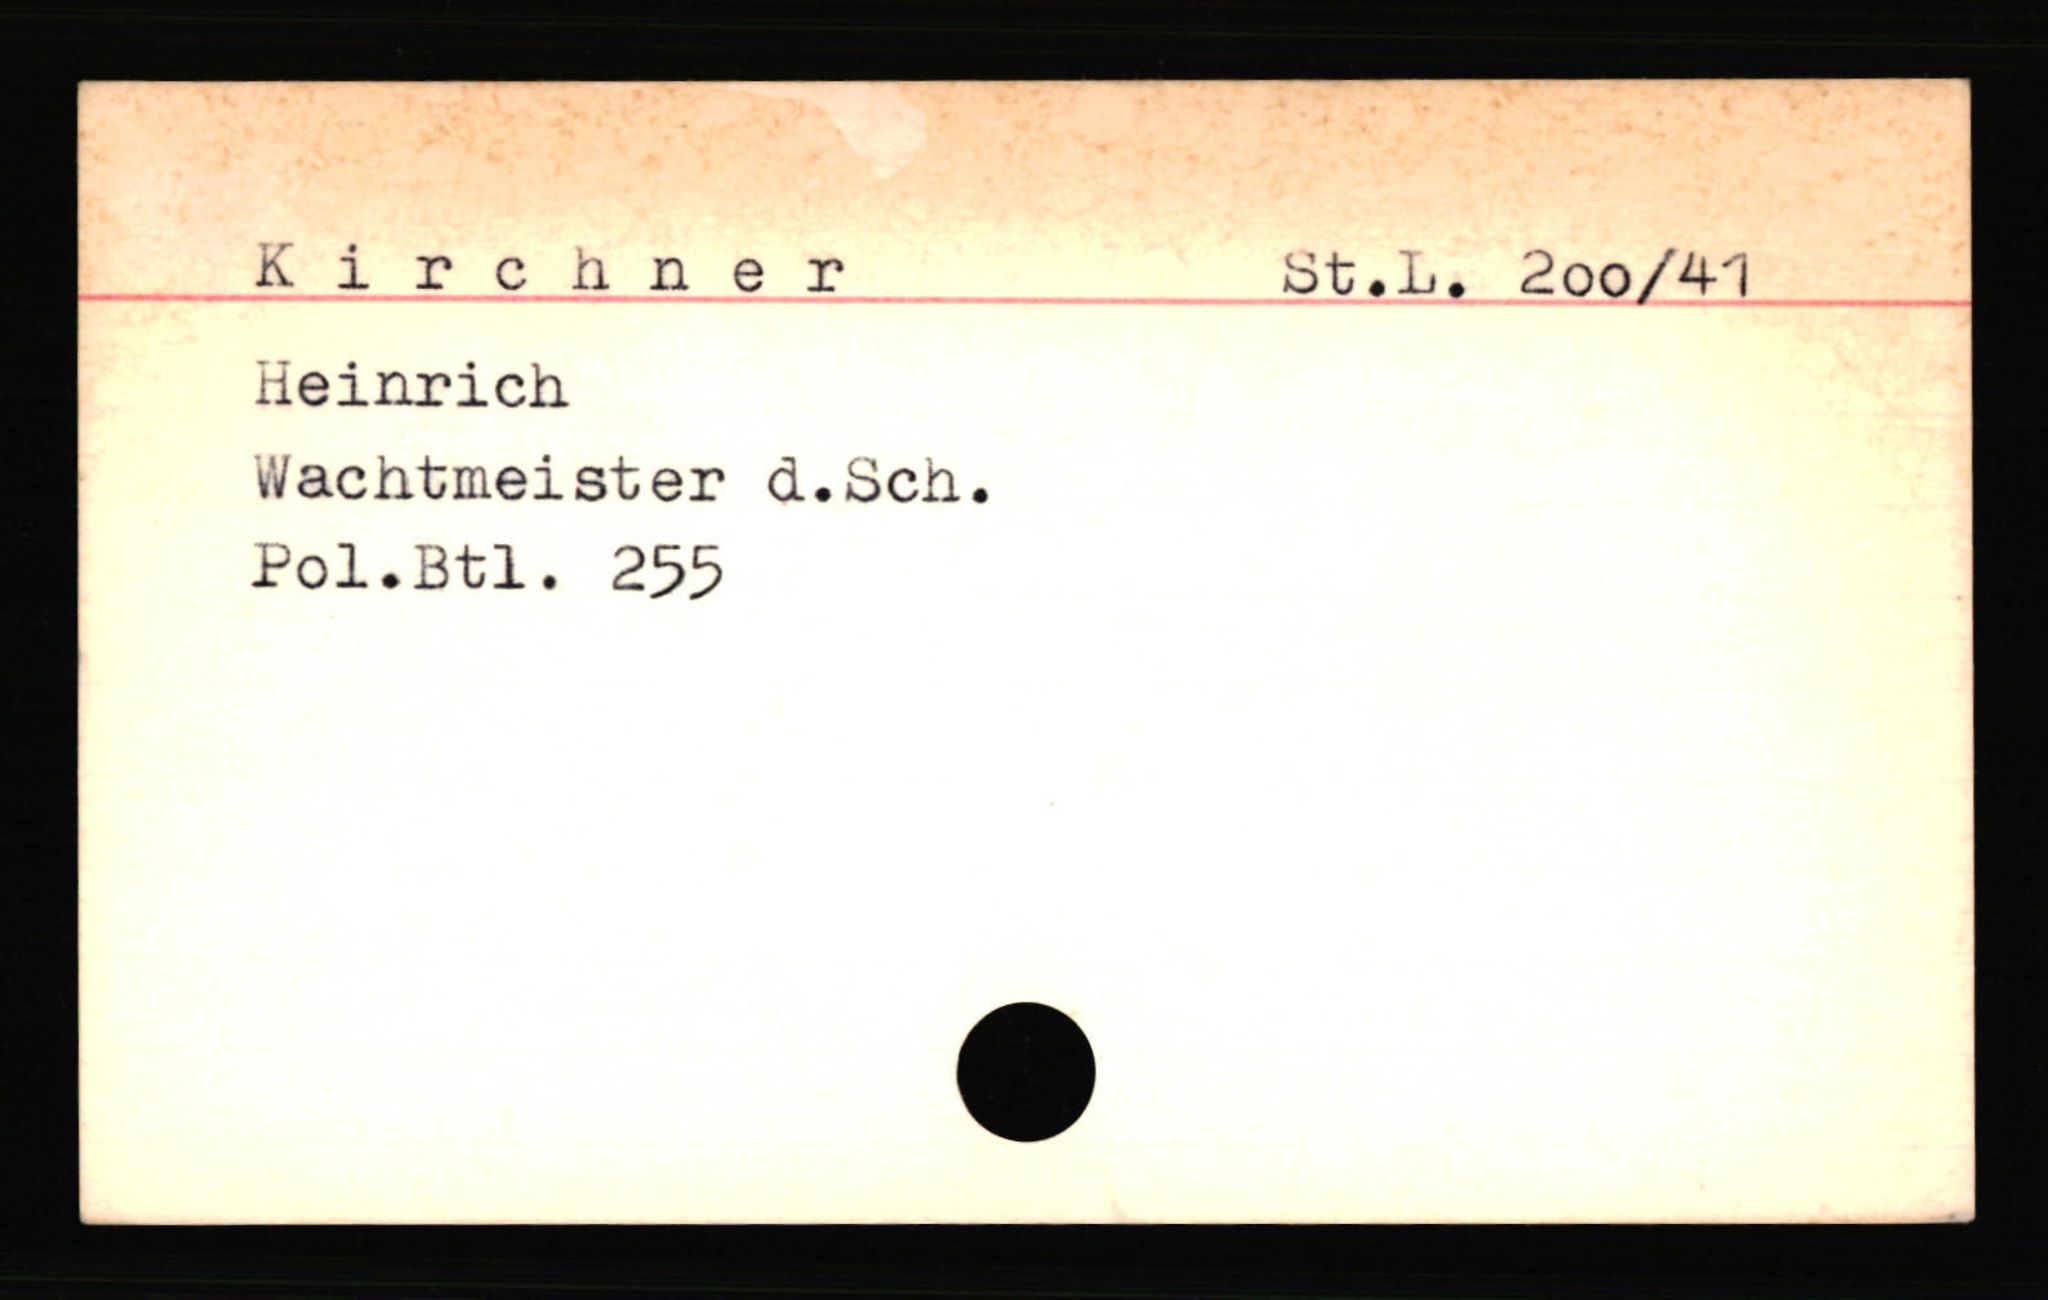 K i r c h n e r St.L. 2oo/41
Heinrich
Wachtmeister d.Sch.
Pol.Btl. 255